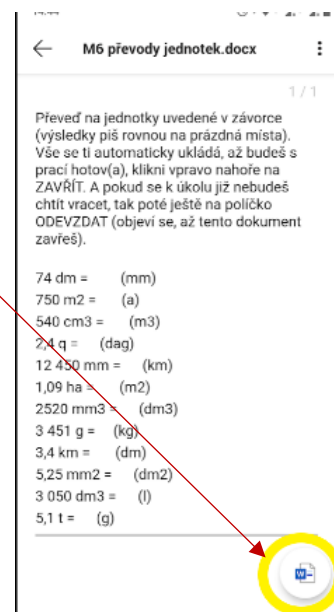 14:44
M6 převody jednotek.docx
1 / 1
Převeď na jednotky uvedené v závorce
(výsledky piš rovnou na prázdná místa).
Vše se ti automaticky ukládá, až budeš s
prací hotov(a), klikni vpravo nahoře na
ZAVŘÍT. A pokud se k úkolu již nebudeš
chtít vracet, tak poté ještě na políčko
ODEVZDAT (objeví se, až tento dokument
zavřeš).
74 dm = (mm)
750 m2 = (a)
540 cm3 = (m3)
2,4 q = (dag)
12 450 mm = (km)
1,09 ha = (m2)
2520 mm3 = (dm3)
3 451 g = (kg)
3,4 km = (dm)
5,25 mm2 = (dm2)
3 050 dm3 = (l)
5,1 t = (g)
W